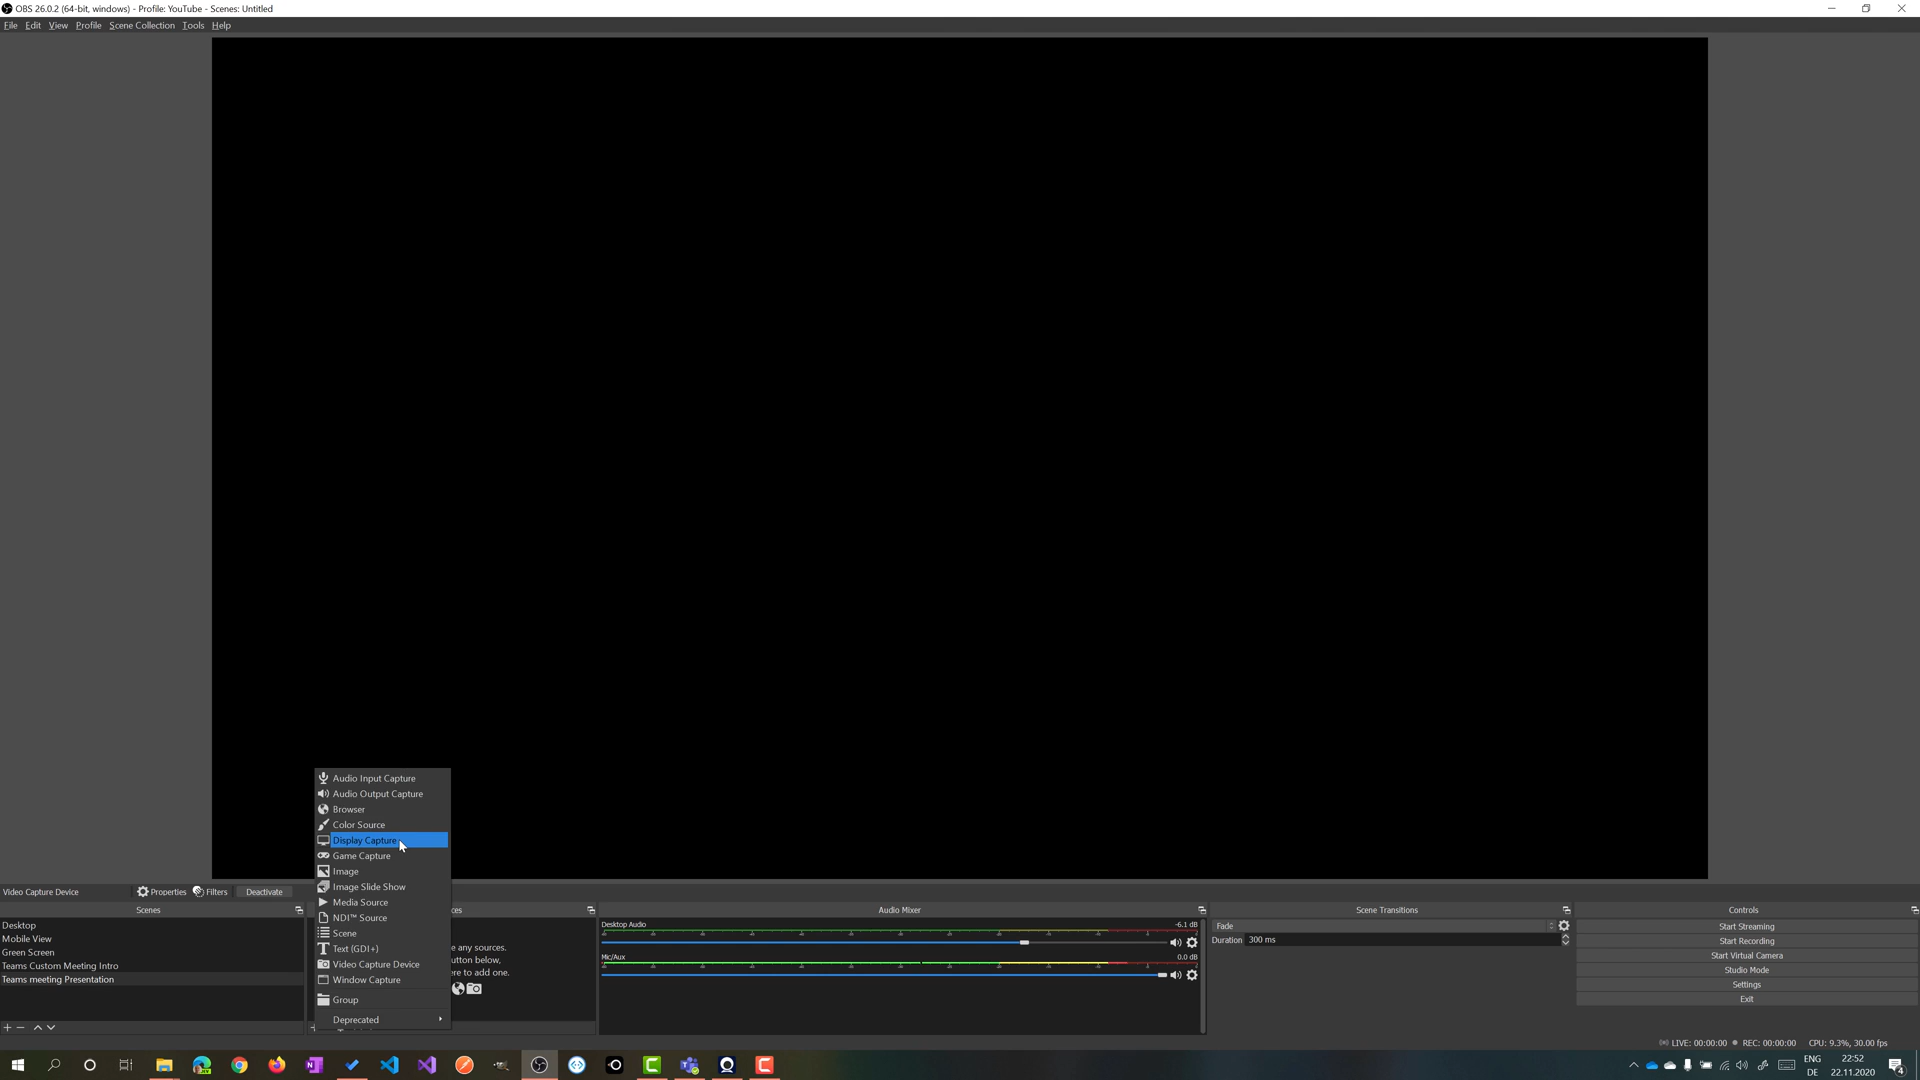 OBS 26.0.2 (64-bit, windows) - Profile: YouTube - Scenes: Untitled
File Edit View Profile Scene Collection Tools Help
Audio Input Capture
Audio Output Capture
Browser
Color Source
Display Capture
Game Capture
Image
Image Slide Show
Media Source
NDI™ Source
Scene
Text (GDI+)
Video Capture Device
Window Capture
Group
Deprecated
Video Capture Device Properties Filters Deactivate
Scenes
Desktop
Mobile View
Green Screen
Teams Custom Meeting Intro
Teams meeting Presentation
ces
e any sources.
utton below,
ere to add one.
Audio Mixer
Desktop Audio -6.1 dB
Mic/Aux 0.0 dB
Scene Transitions
Fade
Duration 300 ms
Controls
Start Streaming
Start Recording
Start Virtual Camera
Studio Mode
Settings
Exit
LIVE: 00:00:00 REC: 00:00:00 CPU: 9.3%, 30.00 fps
ENG 22:52
DE 22.11.2020
4